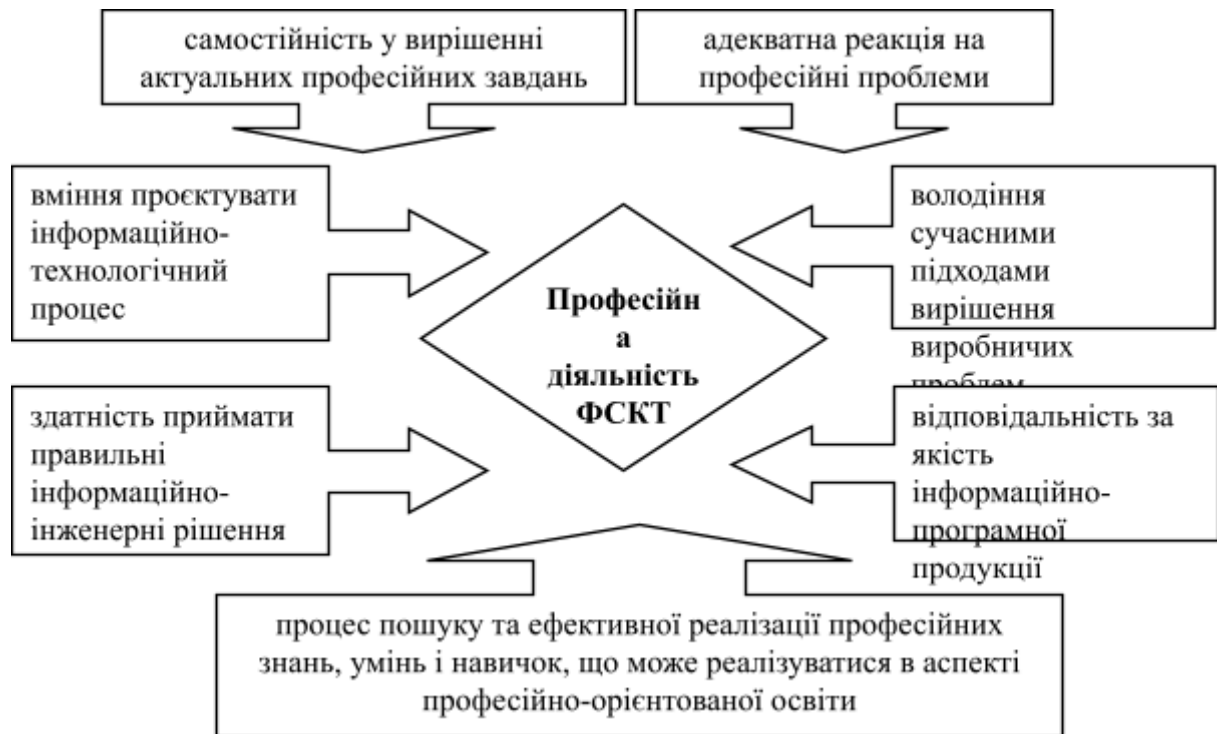 самостійність у вирішенні
актуальних професійних завдань
адекватна реакція на
професійні проблеми
вміння проєктувати
інформаційно-
технологічний
процес
володіння
сучасними
підходами
вирішення
виробничих
проблем
Професійн
а
діяльність
ФСКТ
здатність приймати
правильні
інформаційно-
інженерні рішення
відповідальність за
якість
інформаційно-
програмної
продукції
процес пошуку та ефективної реалізації професійних
знань, умінь і навичок, що може реалізуватися в аспекті
професійно-орієнтованої освіти